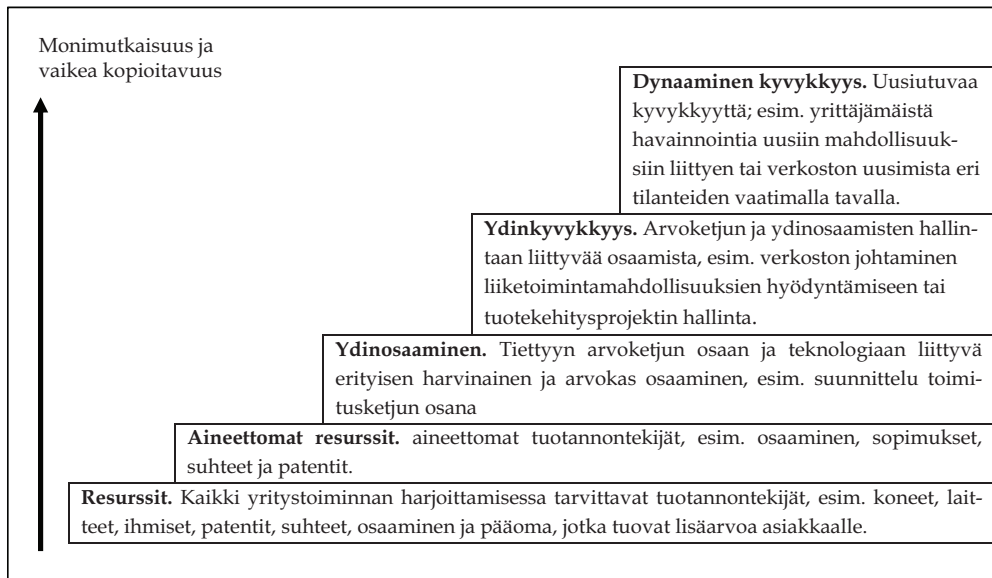 Monimutkaisuus ja
vaikea kopioitavuus
Dynaaminen kyvykkyys. Uusiutuvaa
kyvykkyyttä; esim. yrittäjämäistä
havainnointia uusiin mahdollisuuk-
siin liittyen tai verkoston uusimista eri
tilanteiden vaatimalla tavalla.
Ydinkyvykkyys. Arvoketjun ja ydinosaamisten hallin-
taan liittyvää osaamista, esim. verkoston johtaminen
liiketoimintamahdollisuuksien hyödyntämiseen tai
tuotekehitysprojektin hallinta.
Ydinosaaminen. Tiettyyn arvoketjun osaan ja teknologiaan liittyvä
erityisen harvinainen ja arvokas osaaminen, esim. suunnittelu toimi-
tusketjun osana
Aineettomat resurssit. aineettomat tuotannontekijät, esim. osaaminen, sopimukset,
suhteet ja patentit.
Resurssit. Kaikki yritystoiminnan harjoittamisessa tarvittavat tuotannontekijät, esim. koneet, lait-
teet, ihmiset, patentit, suhteet, osaaminen ja pääoma, jotka tuovat lisäarvoa asiakkaalle.